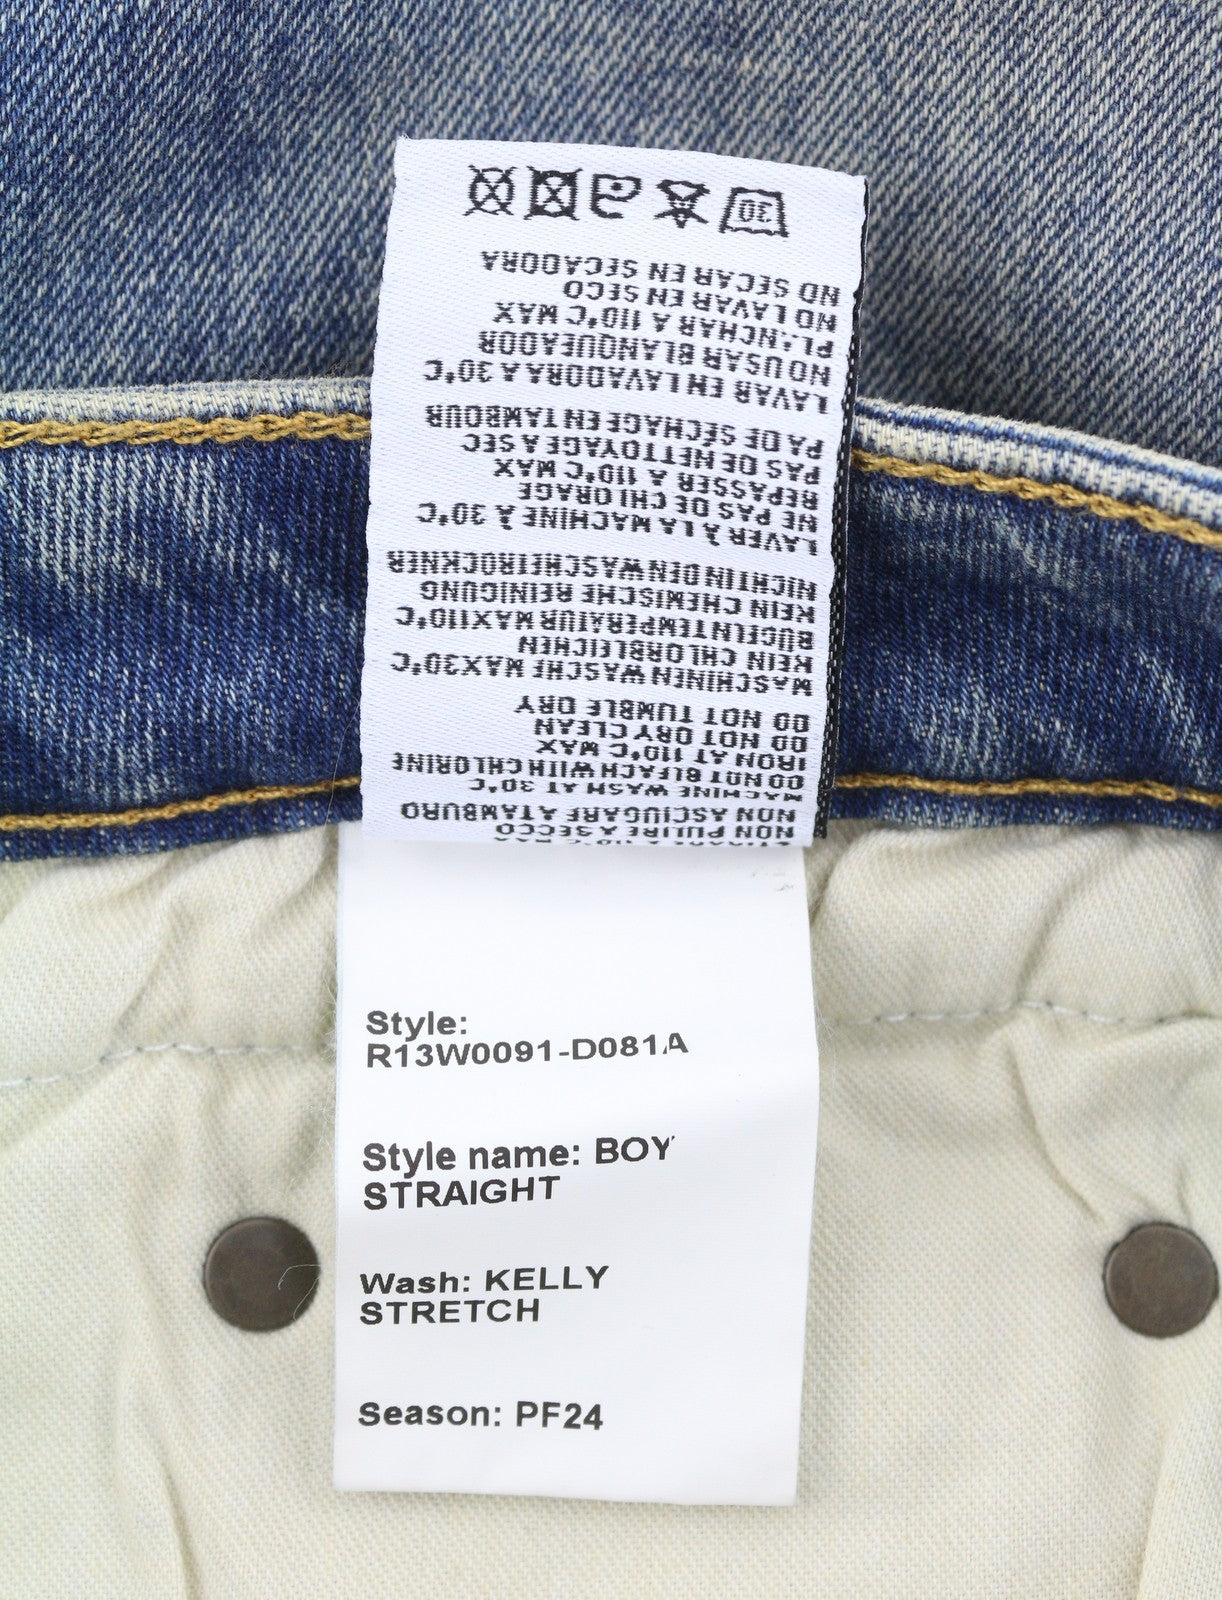 NON PULIRE A SECCO
NON ASCIUGARE A TAMBURO
MACHINE WASH AT 30°C
DO NOT BLEACH WITH CHLORINE
IRON AT 110°C MAX
DO NOT DRY CLEAN
DO NOT TUMBLE DRY
MASCHINEN WASCHE MAX30°C
KEIN CHLORBLEICHEN
BÜGELNTEMPERATUR MAX110°C
KEIN CHEMISCHE REINIGUNG
NICHT IN DEN WASCHETROCKNER
LAVER À LA MACHINE À 30°C
NE PAS DE CHLORAGE
REPASSER A 110°C MAX
PAS DE NETTOYAGE A SEC
PA DE SÉCHAGE EN TAMBOUR
LAVAR EN LAVADORA A 30°C
NO USAR BLANQUEADOR
PLANCHAR A 110°C MAX
NO LAVAR EN SECO
NO SECAR EN SECADORA
30
Style:
R13W0091-D081A
Style name: BOY
STRAIGHT
Wash: KELLY
STRETCH
Season: PF24